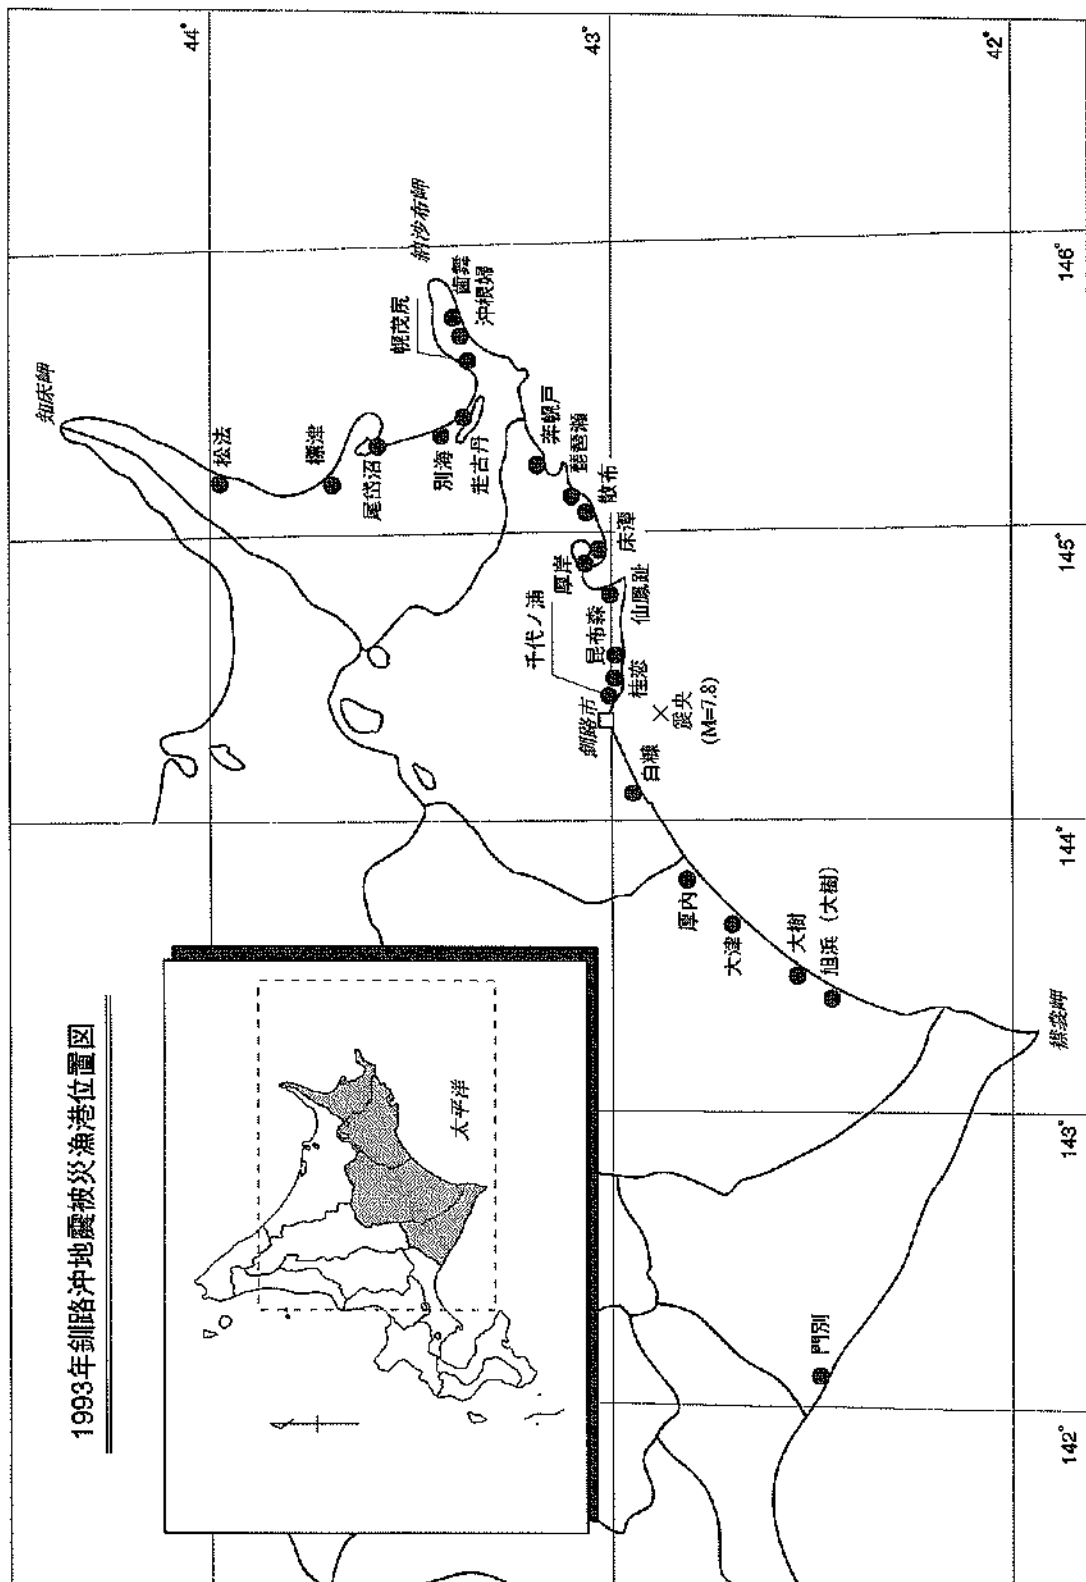 1993年釧路沖地震被災漁港位置図
太平洋
44°
43°
42°
142°
143°
144°
145°
146°
知床岬
松法
標津
尾岱沼
別海
走古丹
幌茂尻
納沙布岬
歯舞
沖根婦
奔幌戸
琵琶瀬
散布
床潭
厚岸
仙鳳趾
昆布森
千代ノ浦
桂恋
釧路市
震央
(M=7.8)
白糠
厚内
大津
大樹
旭浜(大樹)
襟裳岬
門別